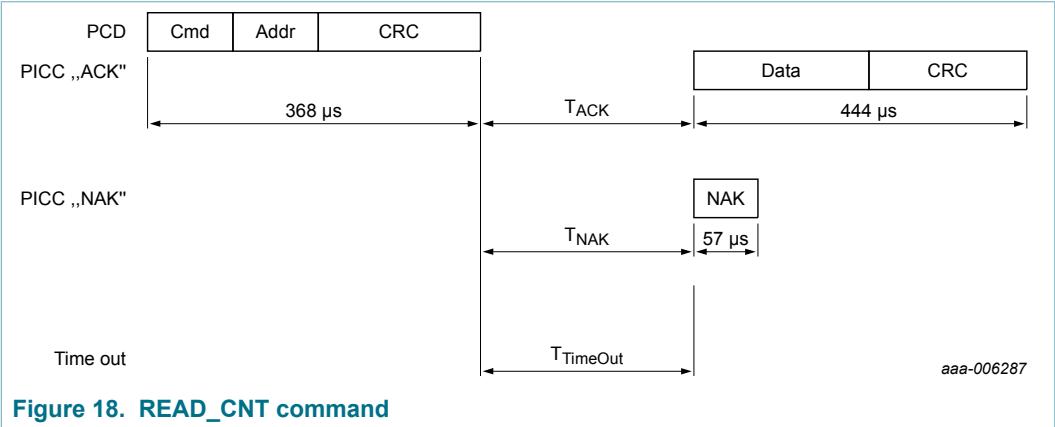 PCD Cmd Addr CRC
PICC ,,ACK" Data CRC
368 µs TACK 444 µs
PICC ,,NAK" NAK
TNAK 57 µs
Time out TTimeOut aaa-006287
Figure 18. READ_CNT command